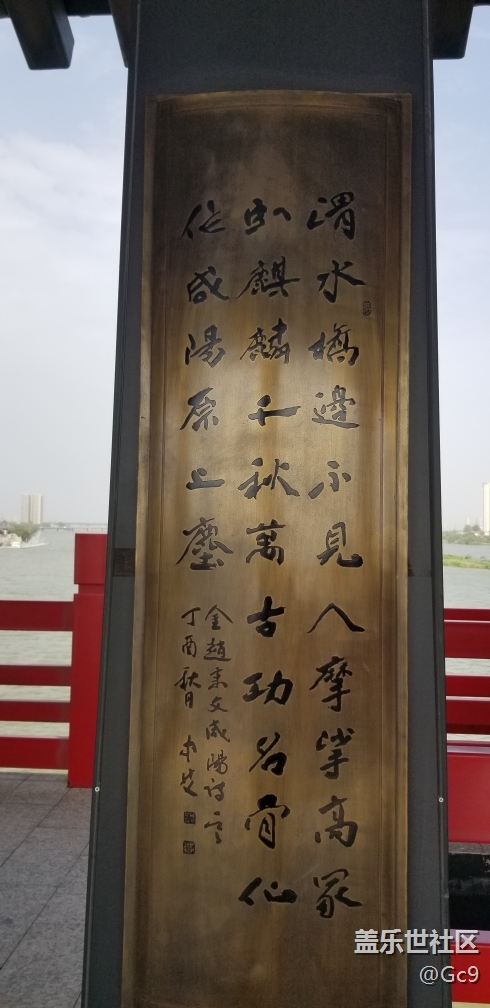 渭水橋邊不見人摩挲高冢
卧麒麟千秋萬古功名骨化
作咸陽原上塵
金趙秉文咸陽詩
丁酉秋月
盖乐世社区
@Gc9